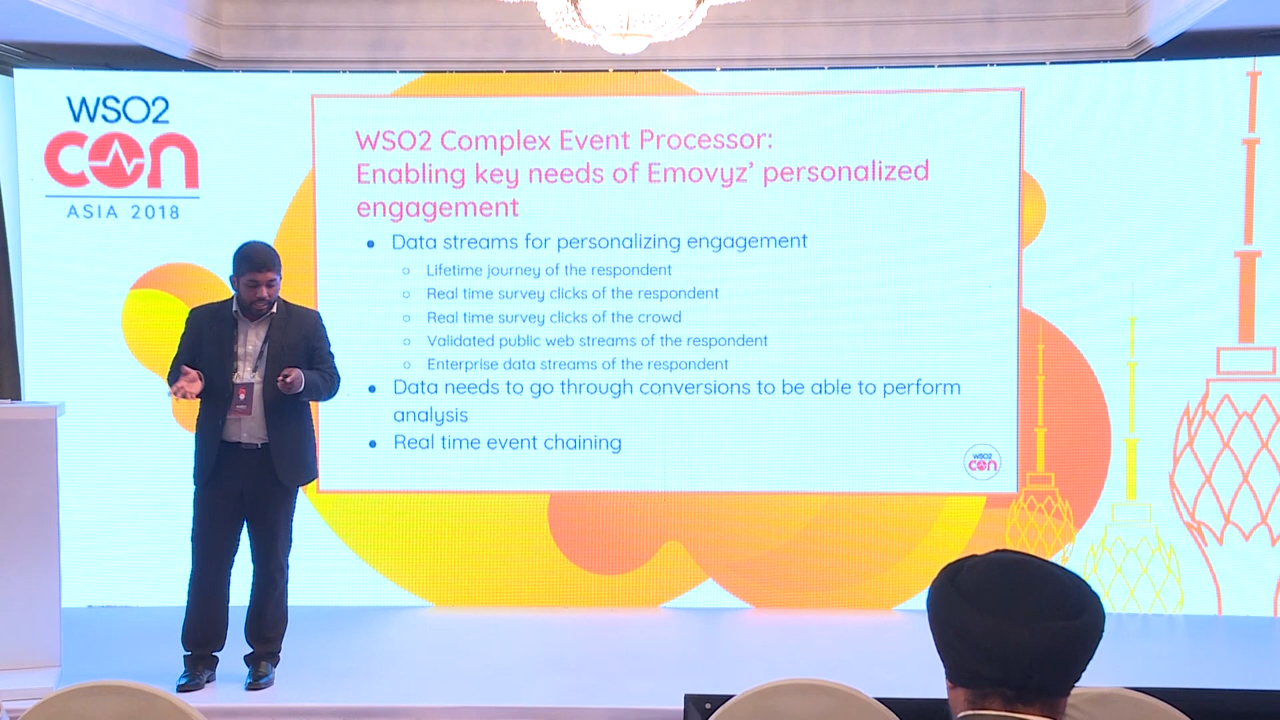 WSO2
con
ASIA 2018
WSO2 Complex Event Processor:
Enabling key needs of Emovyz’ personalized
engagement
• Data streams for personalizing engagement
○ Lifetime journey of the respondent
○ Real time survey clicks of the respondent
○ Real time survey clicks of the crowd
○ Validated public web streams of the respondent
○ Enterprise data streams of the respondent
• Data needs to go through conversions to be able to perform
analysis
• Real time event chaining
WSO2
con